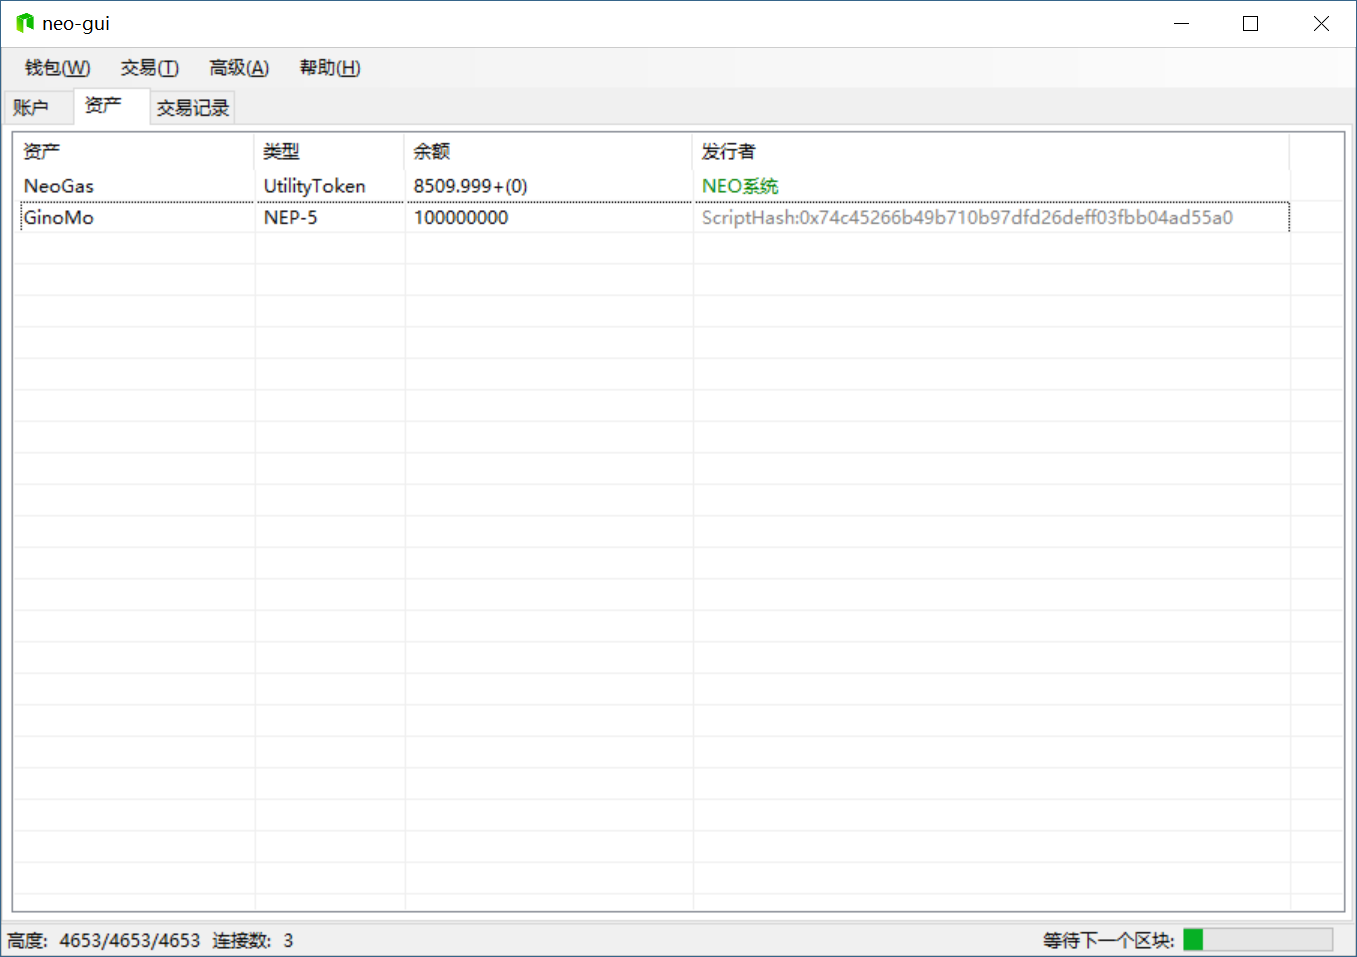 neo-gui
钱包(W) 交易(T) 高级(A) 帮助(H)
账户 资产 交易记录
资产 类型 余额 发行者
NeoGas UtilityToken 8509.999+(0) NEO系统
GinoMo NEP-5 100000000 ScriptHash:0x74c45266b49b710b97dfd26deff03fbb04ad55a0
高度: 4653/4653/4653 连接数: 3 等待下一个区块: